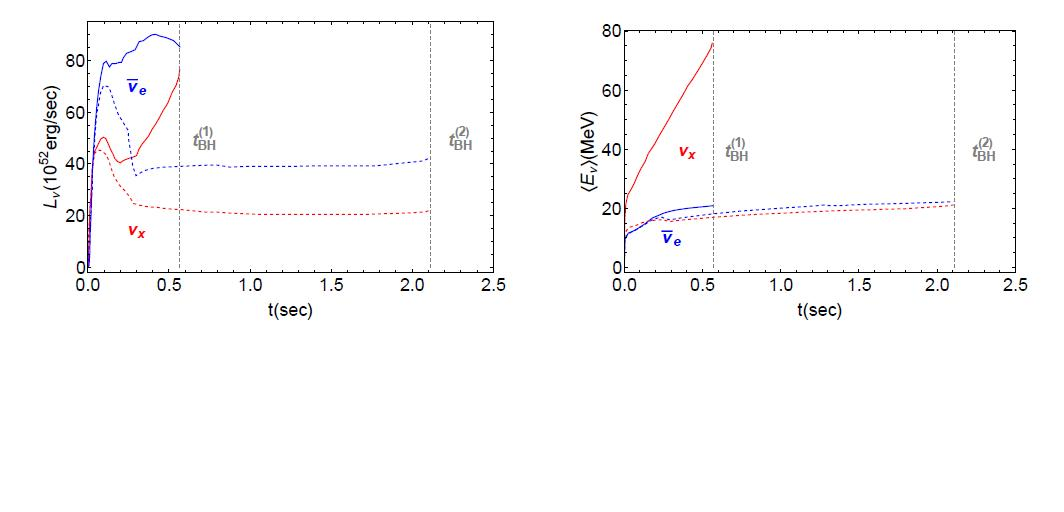 L_ν(10^52 erg/sec)
80
60
40
20
0
ν̄_e
ν_x
t_BH^(1)
t_BH^(2)
0.0 0.5 1.0 1.5 2.0 2.5
t(sec)
⟨E_ν⟩(MeV)
80
60
40
20
0
ν_x
ν̄_e
t_BH^(1)
t_BH^(2)
0.0 0.5 1.0 1.5 2.0 2.5
t(sec)